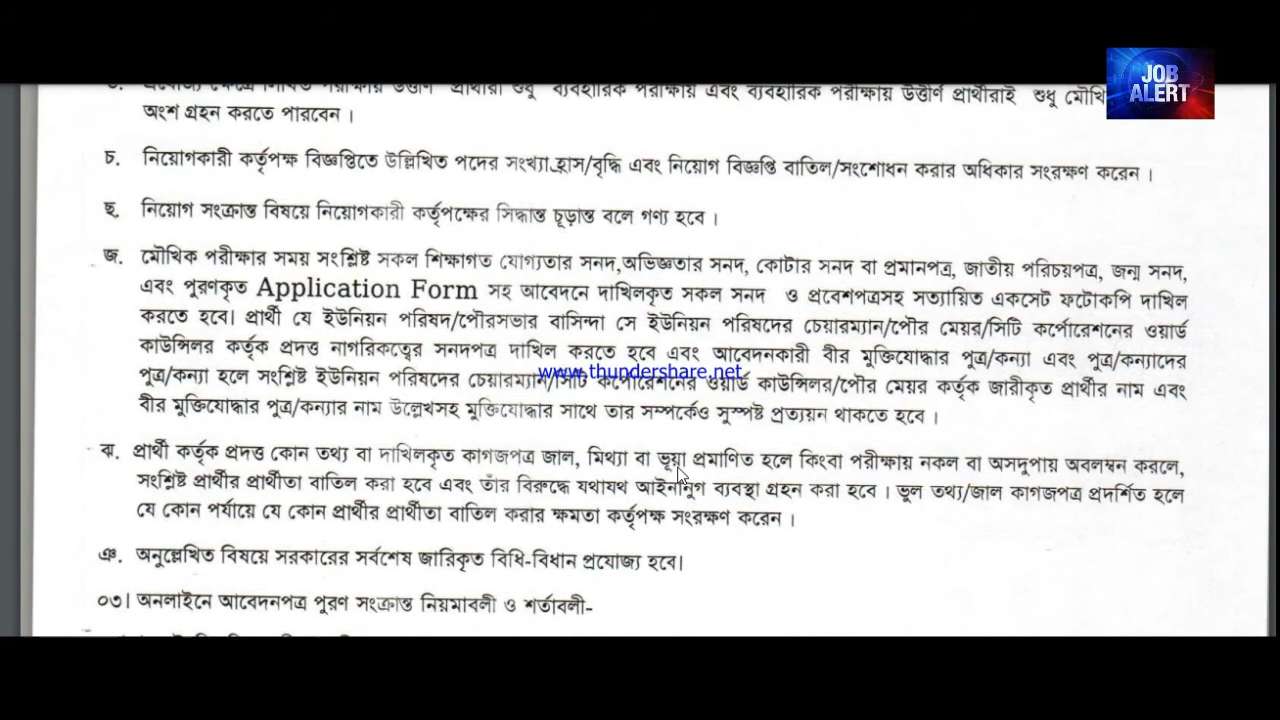 JOB
ALERT
প্রার্থীরা শুধু ব্যবহারিক পরীক্ষায় এবং ব্যবহারিক পরীক্ষায় উত্তীর্ণ প্রার্থীরাই শুধু
অংশ গ্রহন করতে পারবেন ।
চ. নিয়োগকারী কর্তৃপক্ষ বিজ্ঞপ্তিতে উল্লিখিত পদের সংখ্যা হ্রাস/বৃদ্ধি এবং নিয়োগ বিজ্ঞপ্তি বাতিল/সংশোধন করার অধিকার সংরক্ষণ করেন ।
ছ. নিয়োগ সংক্রান্ত বিষয়ে নিয়োগকারী কর্তৃপক্ষের সিদ্ধান্ত চূড়ান্ত বলে গণ্য হবে ।
জ. মৌখিক পরীক্ষার সময় সংশ্লিষ্ট সকল শিক্ষাগত যোগ্যতার সনদ,অভিজ্ঞতার সনদ, কোটার সনদ বা প্রমানপত্র, জাতীয় পরিচয়পত্র, জন্ম সনদ,
এবং পুরণকৃত Application Form সহ আবেদনে দাখিলকৃত সকল সনদ ও প্রবেশপত্রসহ সত্যায়িত একসেট ফটোকপি দাখিল
করতে হবে। প্রার্থী যে ইউনিয়ন পরিষদ/পৌরসভার বাসিন্দা সে ইউনিয়ন পরিষদের চেয়ারম্যান/পৌর মেয়র/সিটি কর্পোরেশনের ওয়ার্ড
কাউন্সিলর কর্তৃক প্রদত্ত নাগরিকত্বের সনদপত্র দাখিল করতে হবে এবং আবেদনকারী বীর মুক্তিযোদ্ধার পুত্র/কন্যা এবং পুত্র/কন্যাদের
www.thundershare.net
পুত্র/কন্যা হলে সংশ্লিষ্ট ইউনিয়ন পরিষদের চেয়ারম্যান/সিটি কর্পোরেশনের ওয়ার্ড কাউন্সিলর/পৌর মেয়র কর্তৃক জারীকৃত প্রার্থীর নাম এবং
বীর মুক্তিযোদ্ধার পুত্র/কন্যার নাম উল্লেখসহ মুক্তিযোদ্ধার সাথে তার সম্পর্কেও সুস্পষ্ট প্রত্যয়ন থাকতে হবে ।
ঝ. প্রার্থী কর্তৃক প্রদত্ত কোন তথ্য বা দাখিলকৃত কাগজপত্র জাল, মিথ্যা বা ভূয়া প্রমাণিত হলে কিংবা পরীক্ষায় নকল বা অসদুপায় অবলম্বন করলে,
সংশ্লিষ্ট প্রার্থীর প্রার্থীতা বাতিল করা হবে এবং তাঁর বিরুদ্ধে যথাযথ আইনানুগ ব্যবস্থা গ্রহন করা হবে । ভুল তথ্য/জাল কাগজপত্র প্রদর্শিত হলে
যে কোন পর্যায়ে যে কোন প্রার্থীর প্রার্থীতা বাতিল করার ক্ষমতা কর্তৃপক্ষ সংরক্ষণ করেন ।
ঞ. অনুল্লেখিত বিষয়ে সরকারের সর্বশেষ জারিকৃত বিধি-বিধান প্রযোজ্য হবে।
০৩। অনলাইনে আবেদনপত্র পুরণ সংক্রান্ত নিয়মাবলী ও শর্তাবলী-